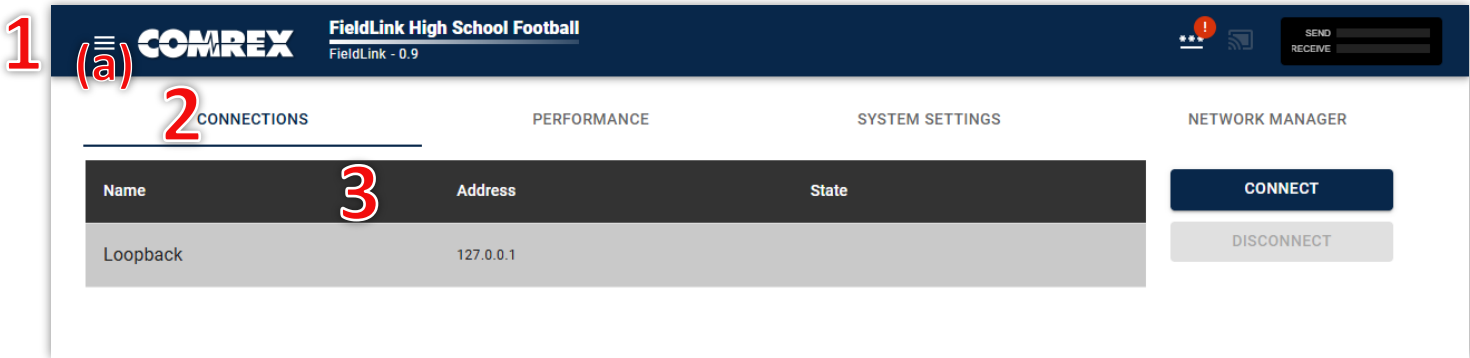 1
(a)
COMREX
FieldLink High School Football
FieldLink - 0.9
***
!
SEND
RECEIVE
2
CONNECTIONS
PERFORMANCE
SYSTEM SETTINGS
NETWORK MANAGER
3
Name
Address
State
CONNECT
Loopback
127.0.0.1
DISCONNECT